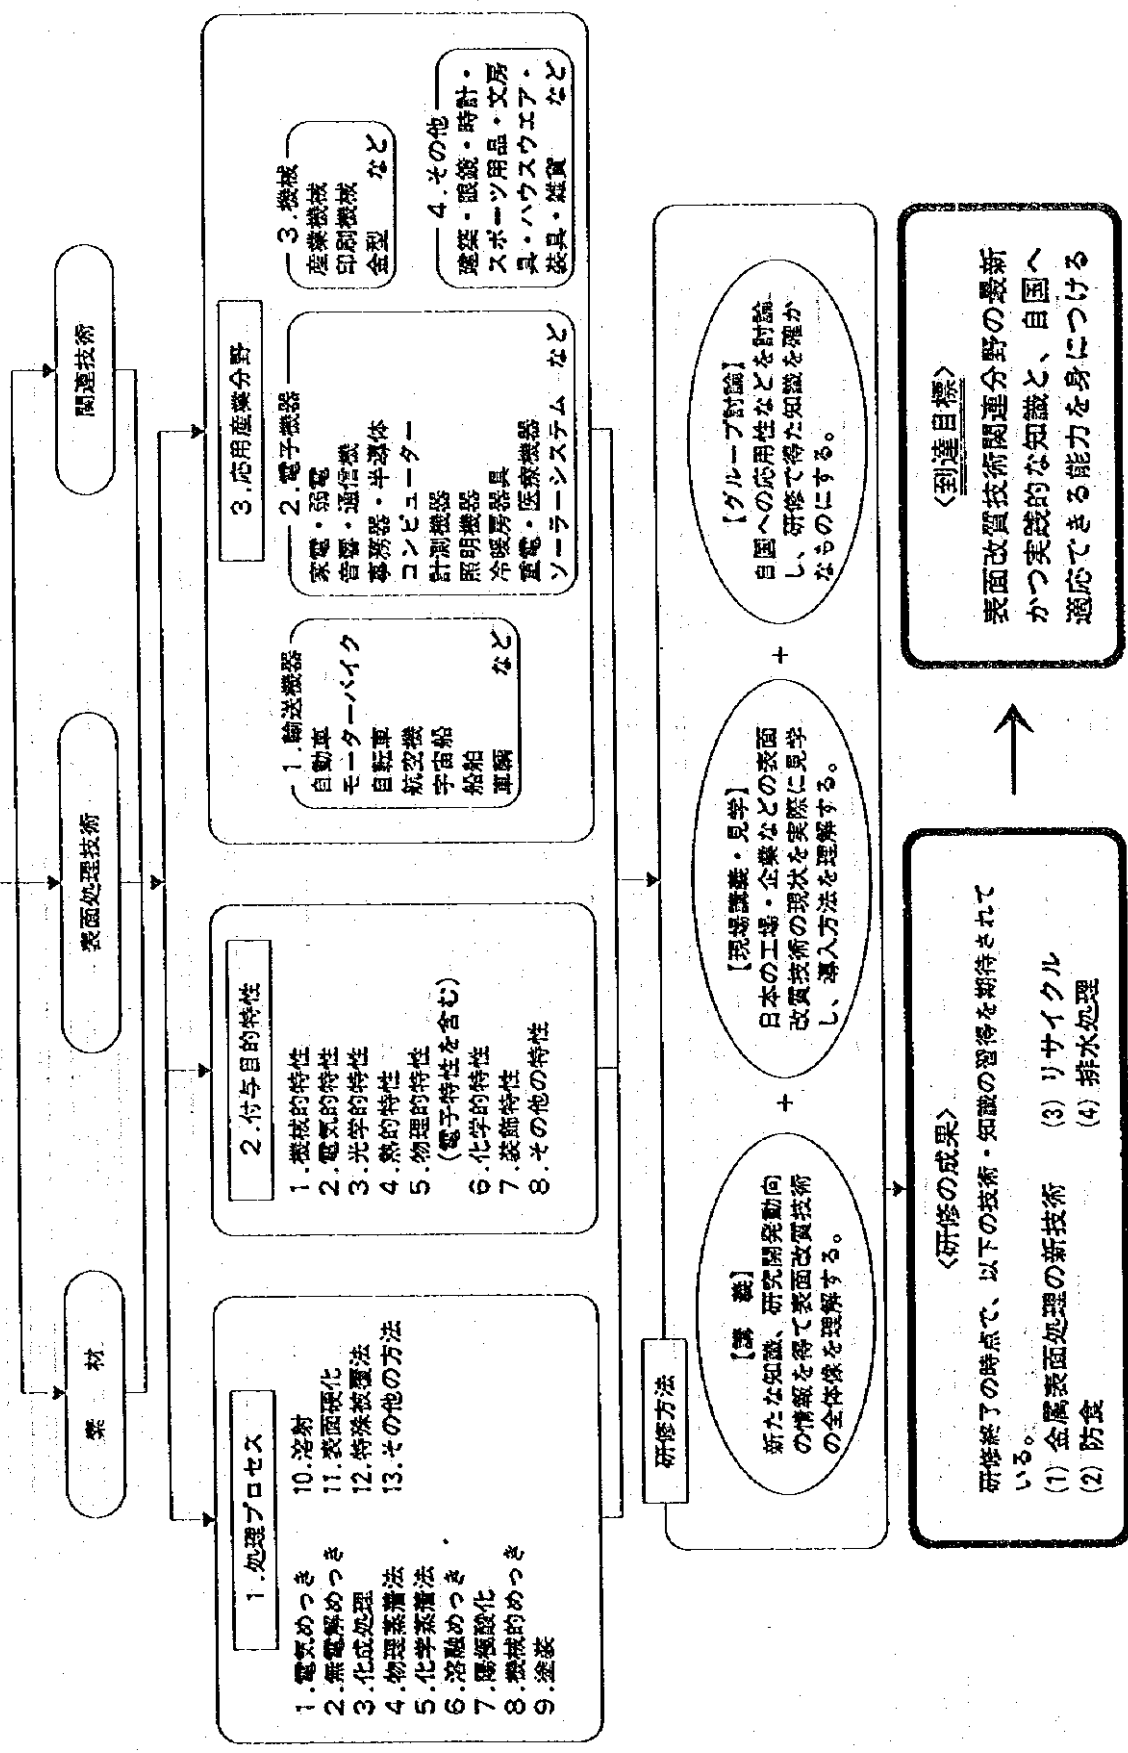 素　材
表面処理技術
関連技術
1.処理プロセス
1.電気めっき
2.無電解めっき
3.化成処理
4.物理蒸着法
5.化学蒸着法
6.溶融めっき
7.陽極酸化
8.機械的めっき
9.塗装
10.溶射
11.表面硬化
12.特殊被覆法
13.その他の方法
2.付与目的特性
1.機械的特性
2.電気的特性
3.光学的特性
4.熱的特性
5.物理的特性
(電子特性を含む)
6.化学的特性
7.装飾特性
8.その他の特性
3.応用産業分野
1.輸送機器
自動車
モーターバイク
自転車
航空機
宇宙船
船舶
車輌　など
2.電子機器
家電・弱電
音響・通信機
事務器・半導体
コンピューター
計測機器
照明機器
冷暖房器具
重電・医療機器
ソーラーシステム　など
3.機械
産業機械
印刷機械
金型　など
4.その他
建築・眼鏡・時計・
スポーツ用品・文房
具・ハウスウエア・
装具・雑貨　など
研修方法
【講　義】
新たな知識、研究開発動向
の情報を得て表面改質技術
の全体像を理解する。
+
【現場講義・見学】
日本の工場・企業などの表面
改質技術の現状を実際に見学
し、導入方法を理解する。
+
【グループ討論】
自国への応用性などを討論
し、研修で得た知識を確か
なものにする。
<研修の成果>
研修終了の時点で、以下の技術・知識の習得を期待されて
いる。
(1) 金属表面処理の新技術　(3) リサイクル
(2) 防食　(4) 排水処理
<到達目標>
表面改質技術関連分野の最新
かつ実践的な知識と、自国へ
適応できる能力を身につける